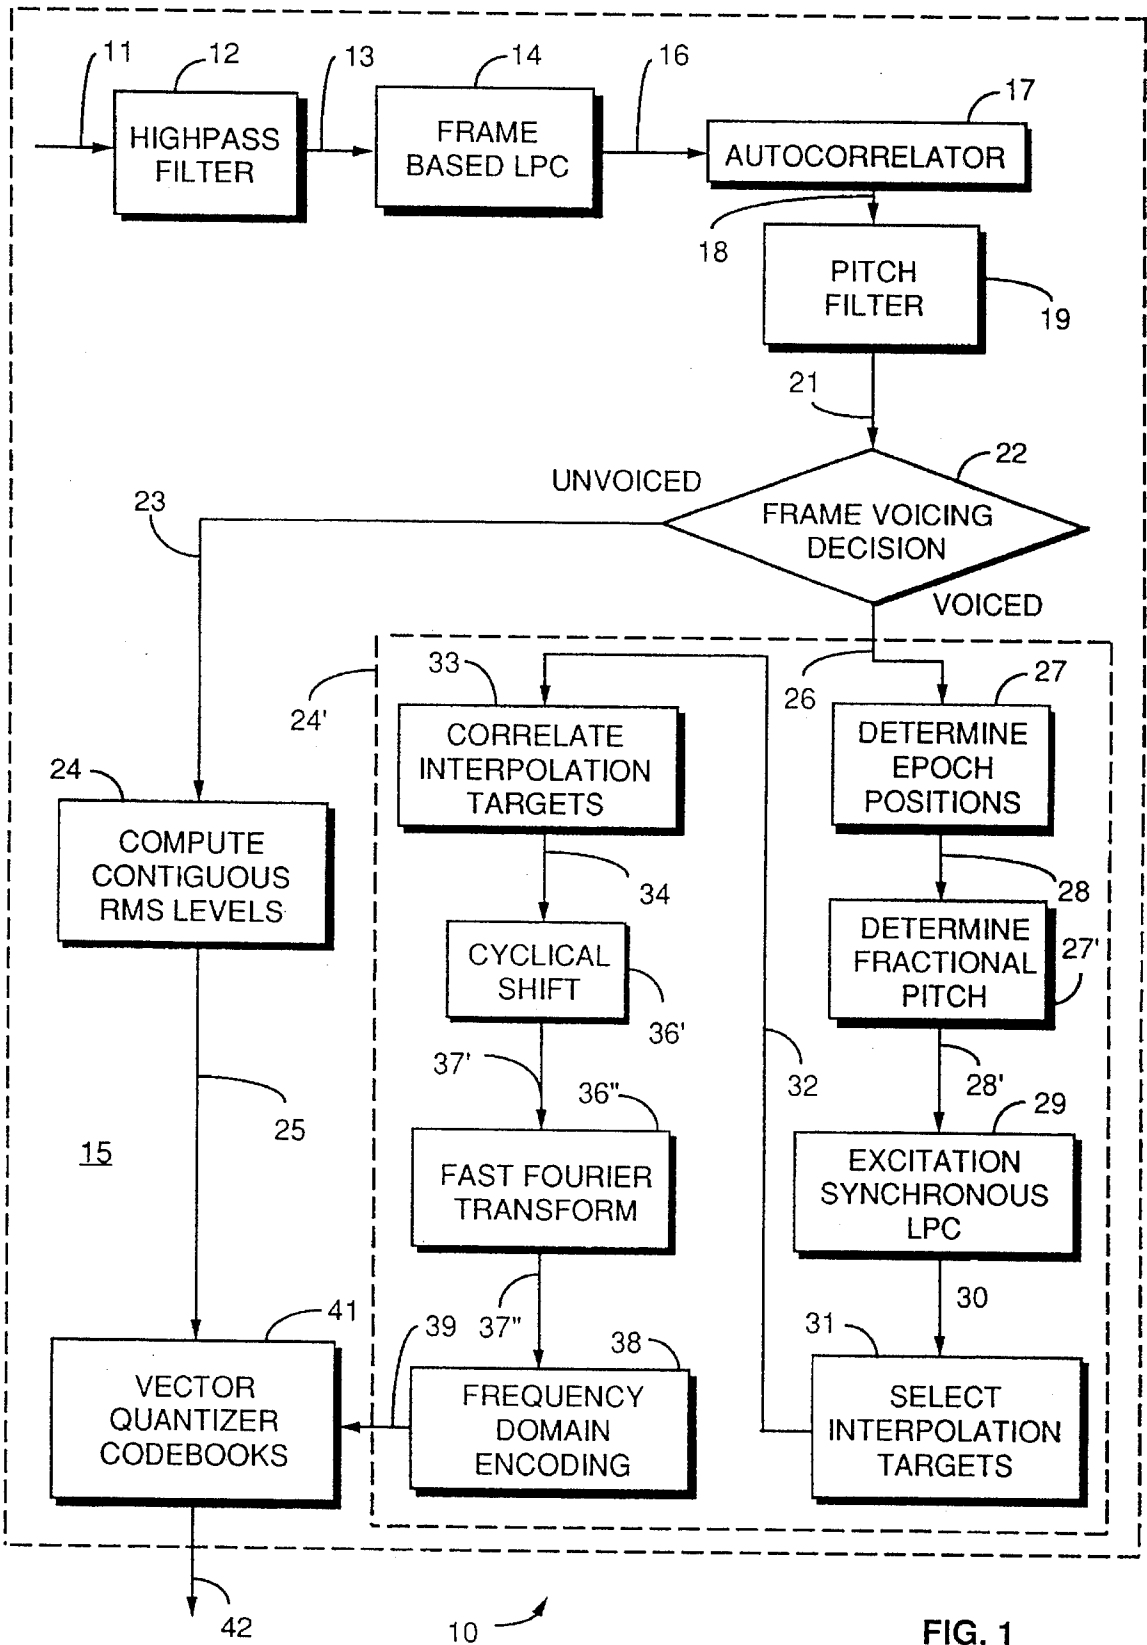 11
12
13
14
16
17
HIGHPASS
FILTER
FRAME
BASED LPC
AUTOCORRELATOR
18
PITCH
FILTER
19
21
22
UNVOICED
FRAME VOICING
DECISION
VOICED
23
24'
33
26
27
CORRELATE
INTERPOLATION
TARGETS
DETERMINE
EPOCH
POSITIONS
24
COMPUTE
CONTIGUOUS
RMS LEVELS
34
28
CYCLICAL
SHIFT
36'
DETERMINE
FRACTIONAL
PITCH
27'
37'
36"
32
28'
29
25
15
FAST FOURIER
TRANSFORM
EXCITATION
SYNCHRONOUS
LPC
37"
30
41
39
38
31
VECTOR
QUANTIZER
CODEBOOKS
FREQUENCY
DOMAIN
ENCODING
SELECT
INTERPOLATION
TARGETS
42
10
FIG. 1